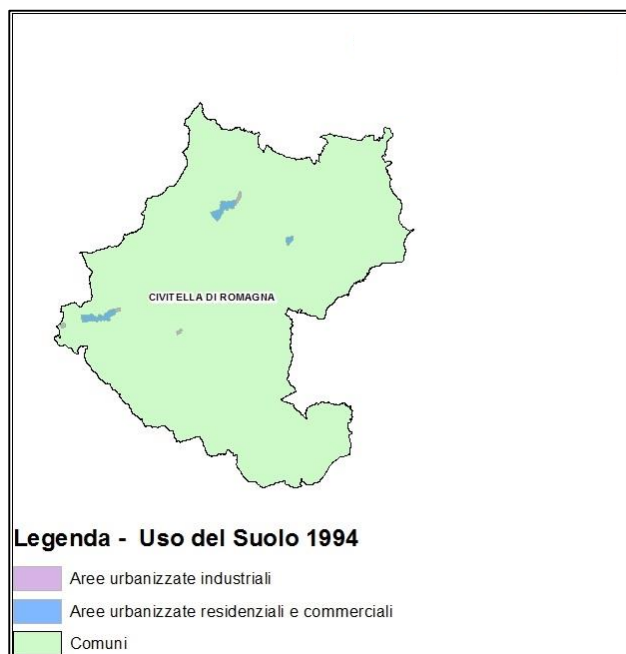 CIVITELLA DI ROMAGNA
Legenda - Uso del Suolo 1994
Aree urbanizzate industriali
Aree urbanizzate residenziali e commerciali
Comuni